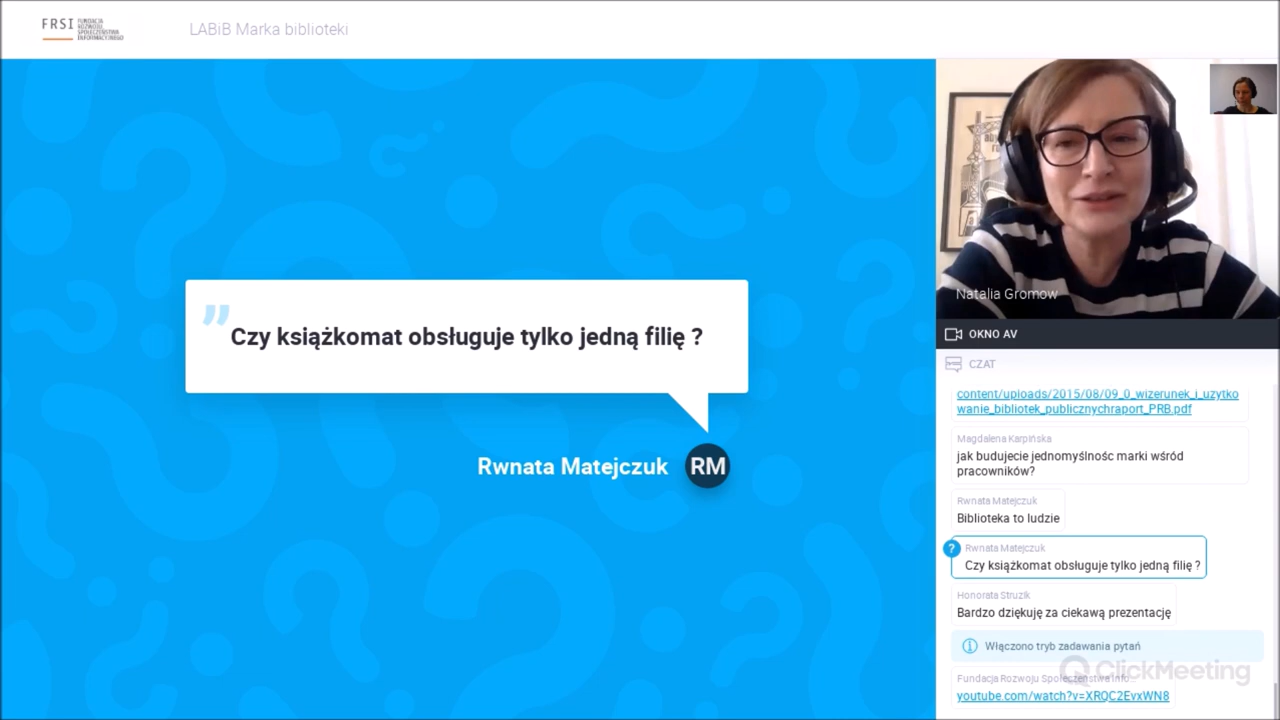 FRSI
FUNDACJA
ROZWOJU
SPOŁECZEŃSTWA
INFORMACYJNEGO
LABiB Marka biblioteki
Czy książkomat obsługuje tylko jedną filię ?
Rwnata Matejczuk
RM
Natalia Gromow
OKNO AV
CZAT
content/uploads/2015/08/09_0_wizerunek_i_uzytko
wanie_bibliotek_publicznychraport_PRB.pdf
Magdalena Karpińska
jak budujecie jednomyślnośc marki wśród
pracowników?
Rwnata Matejczuk
Biblioteka to ludzie
?
Rwnata Matejczuk
Czy książkomat obsługuje tylko jedną filię ?
Honorata Struzik
Bardzo dziękuję za ciekawą prezentację
Włączono tryb zadawania pytań
ClickMeeting
Fundacja Rozwoju Społeczeństwa Info...
youtube.com/watch?v=XRQC2EvxWN8